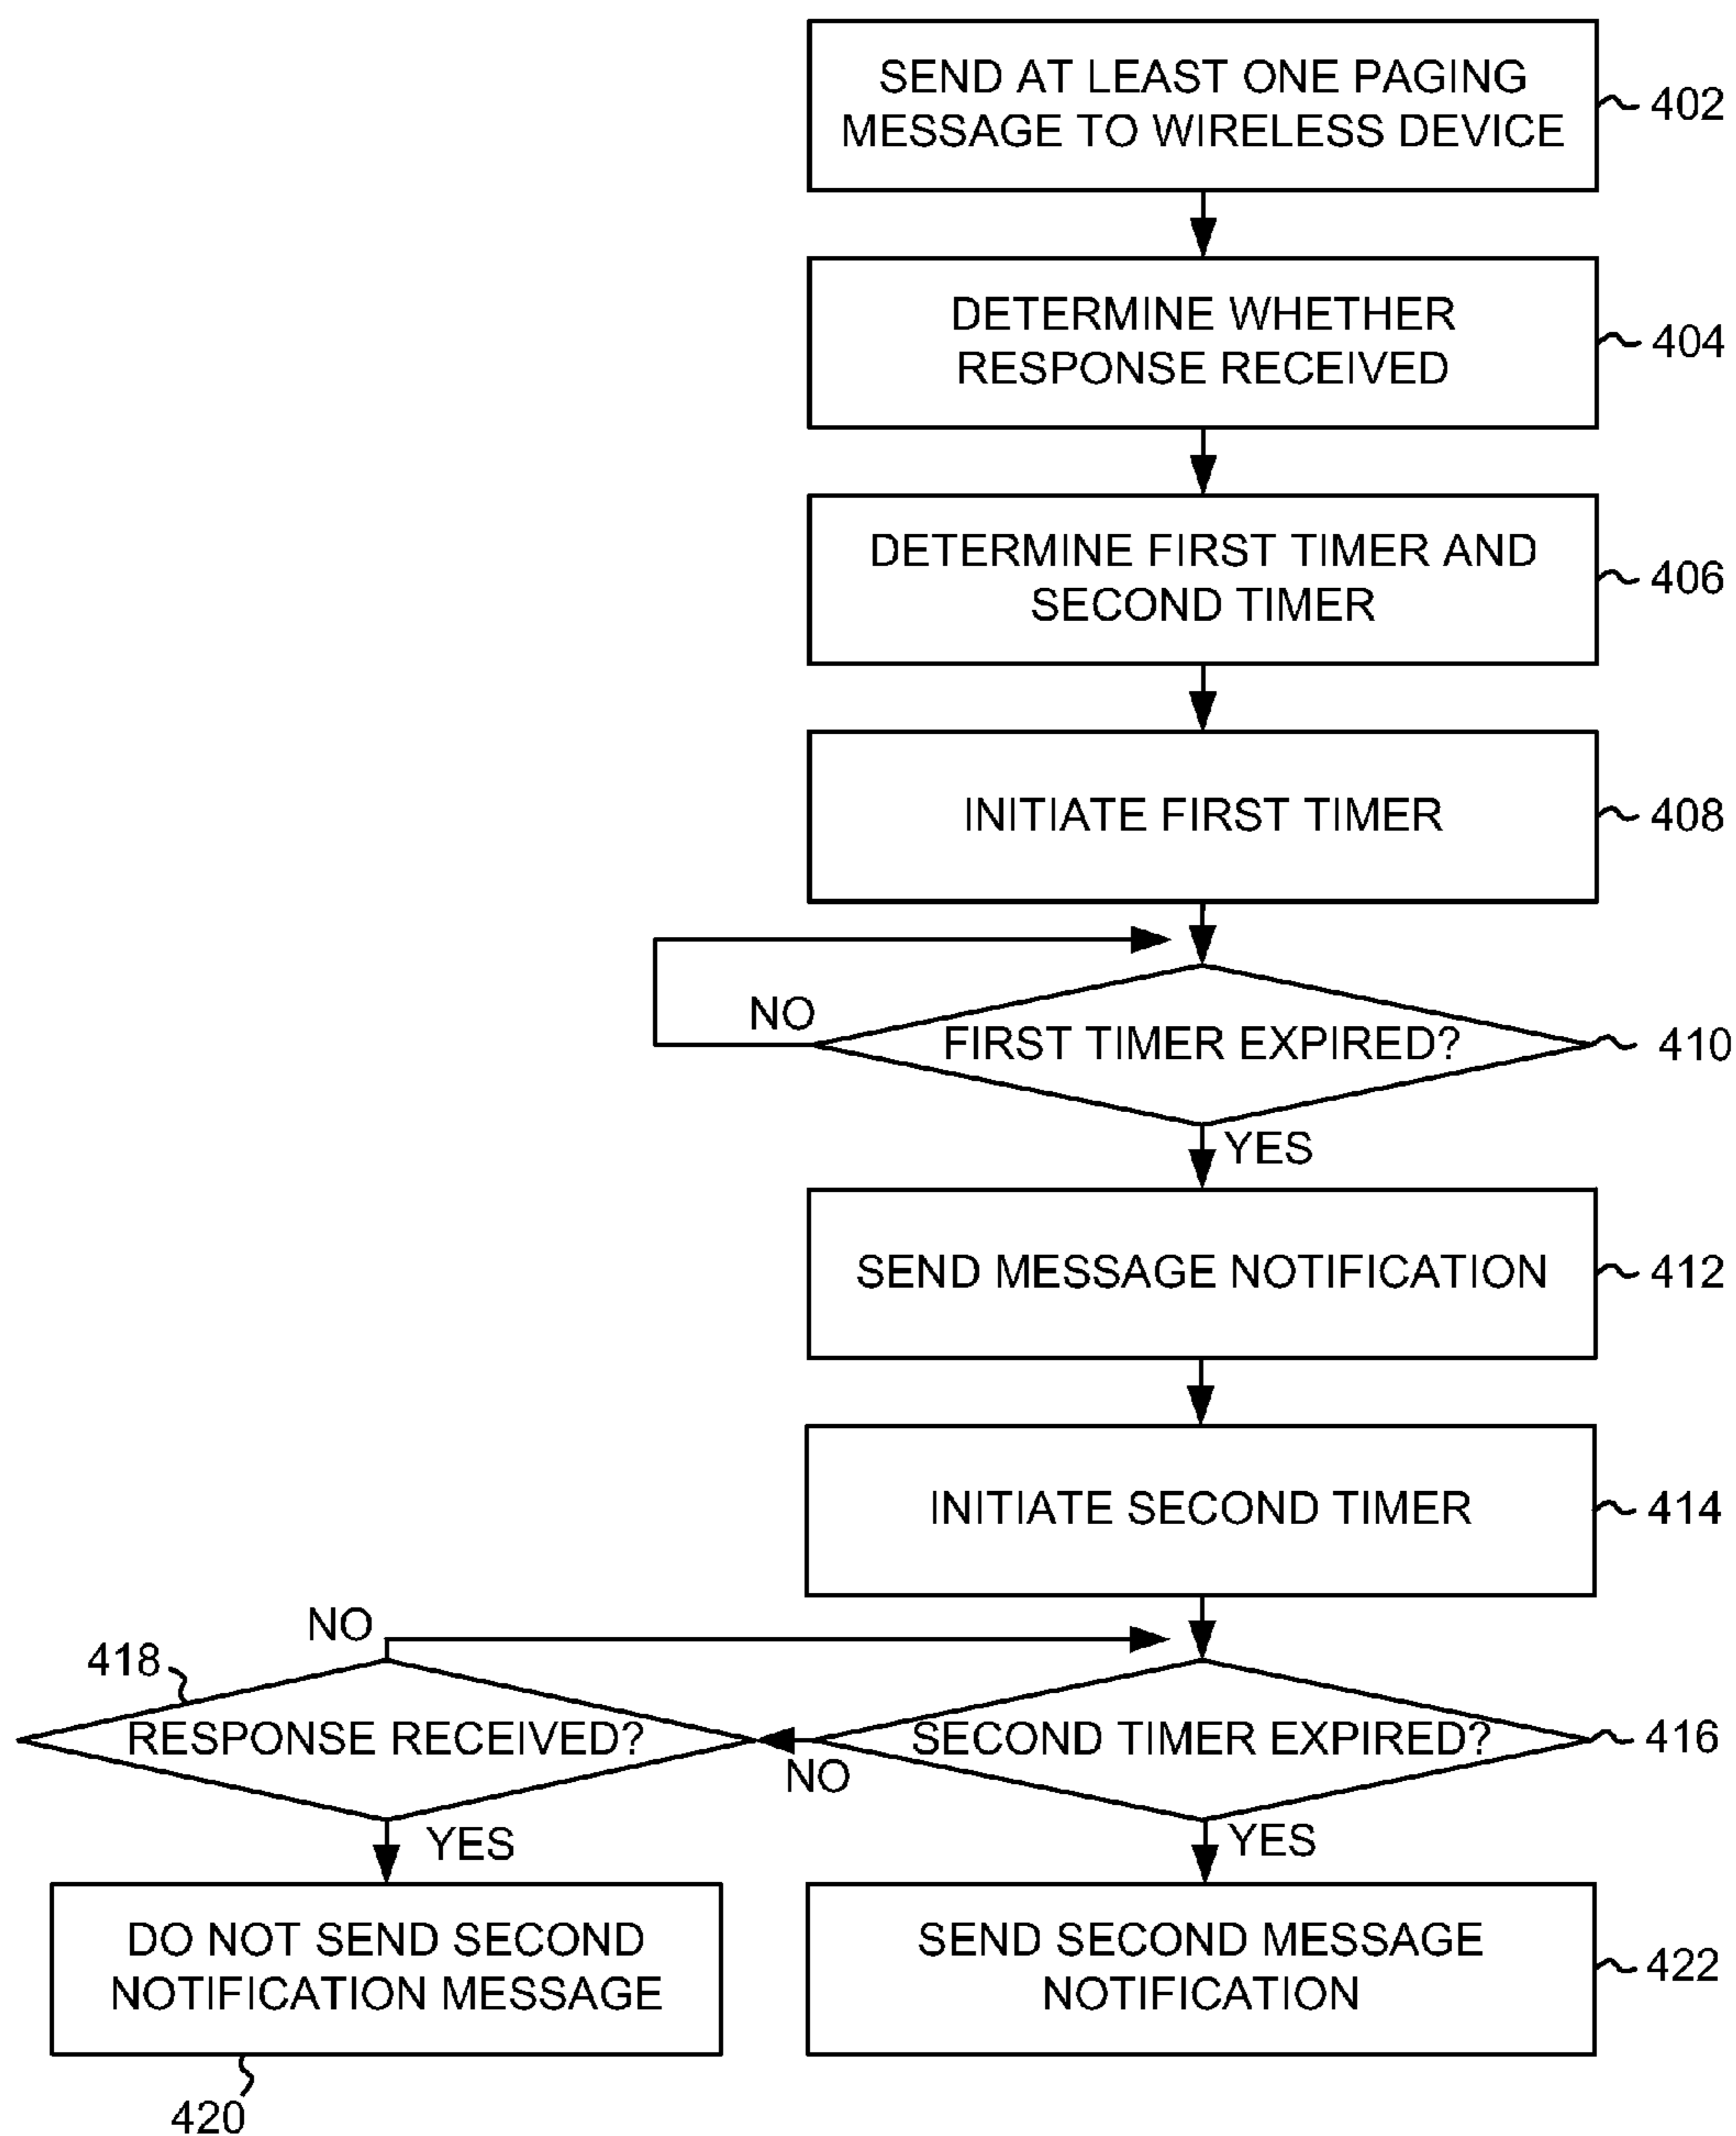 SEND AT LEAST ONE PAGING
MESSAGE TO WIRELESS DEVICE
402
DETERMINE WHETHER
RESPONSE RECEIVED
404
DETERMINE FIRST TIMER AND
SECOND TIMER
406
INITIATE FIRST TIMER
408
NO
FIRST TIMER EXPIRED?
410
YES
SEND MESSAGE NOTIFICATION
412
INITIATE SECOND TIMER
414
NO
418
RESPONSE RECEIVED?
SECOND TIMER EXPIRED?
416
NO
YES
YES
DO NOT SEND SECOND
NOTIFICATION MESSAGE
420
SEND SECOND MESSAGE
NOTIFICATION
422